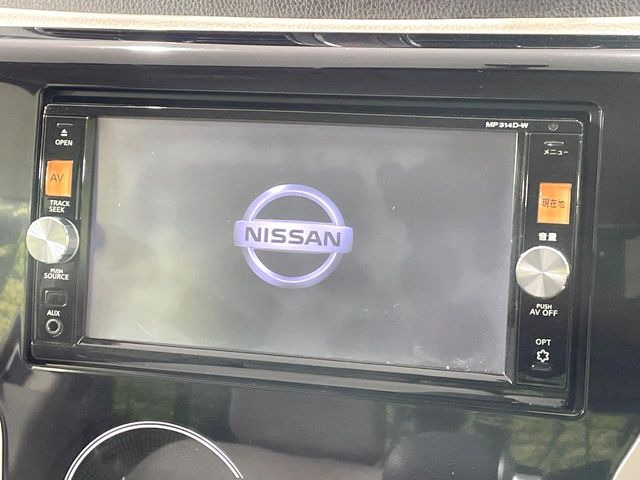 MP314D-W
OPEN
AV
TRACK
SEEK
PUSH
SOURCE
AUX
NISSAN
メニュー
現在地
音量
PUSH
AV OFF
OPT